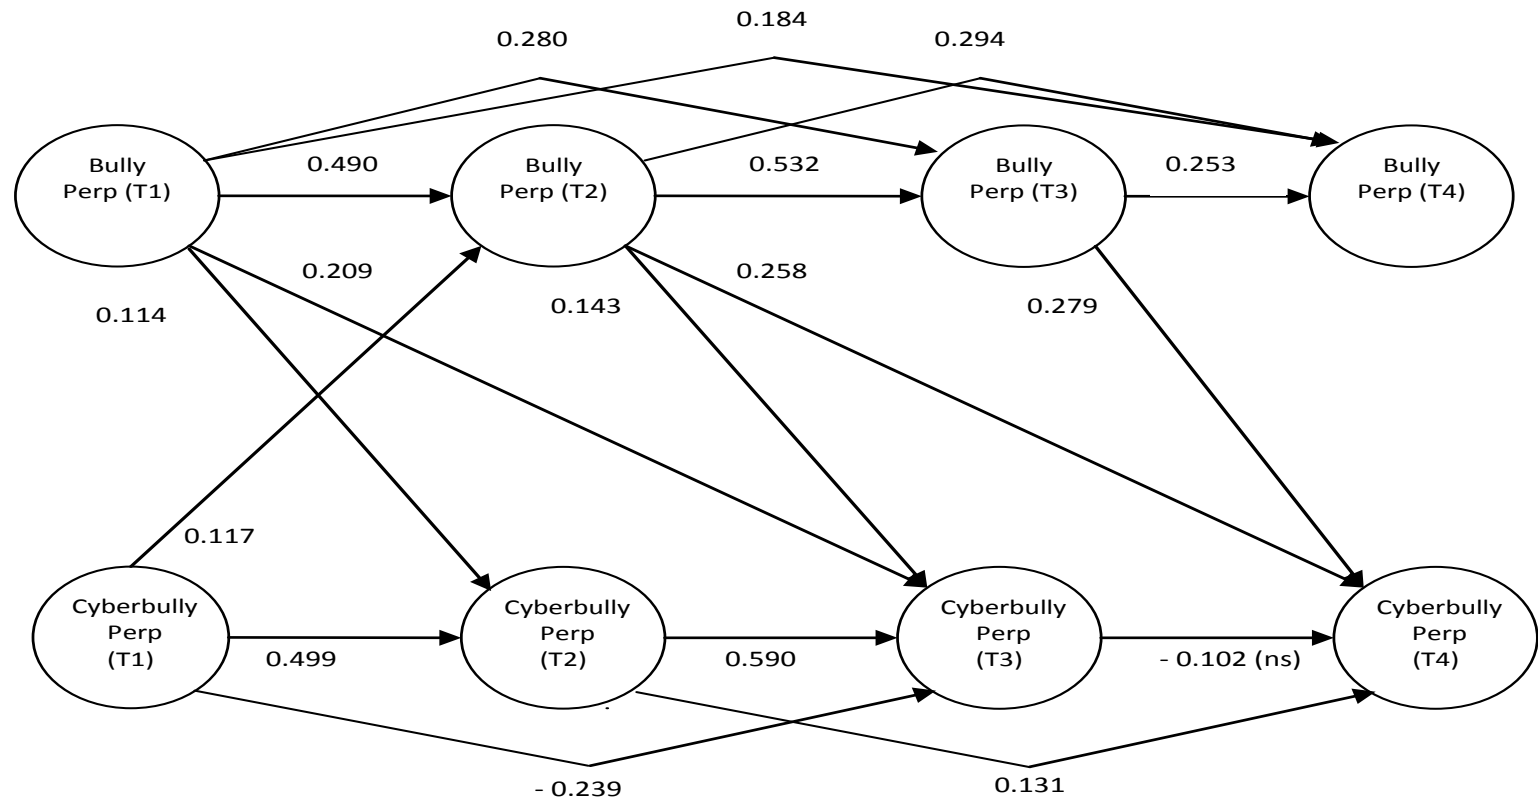 0.184
0.280
0.294
Bully
Perp (T1)
0.490
Bully
Perp (T2)
0.532
Bully
Perp (T3)
0.253
Bully
Perp (T4)
0.209
0.258
0.114
0.143
0.279
0.117
Cyberbully
Perp
(T1)
Cyberbully
Perp
(T2)
Cyberbully
Perp
(T3)
Cyberbully
Perp
(T4)
0.499
0.590
- 0.102 (ns)
- 0.239
0.131